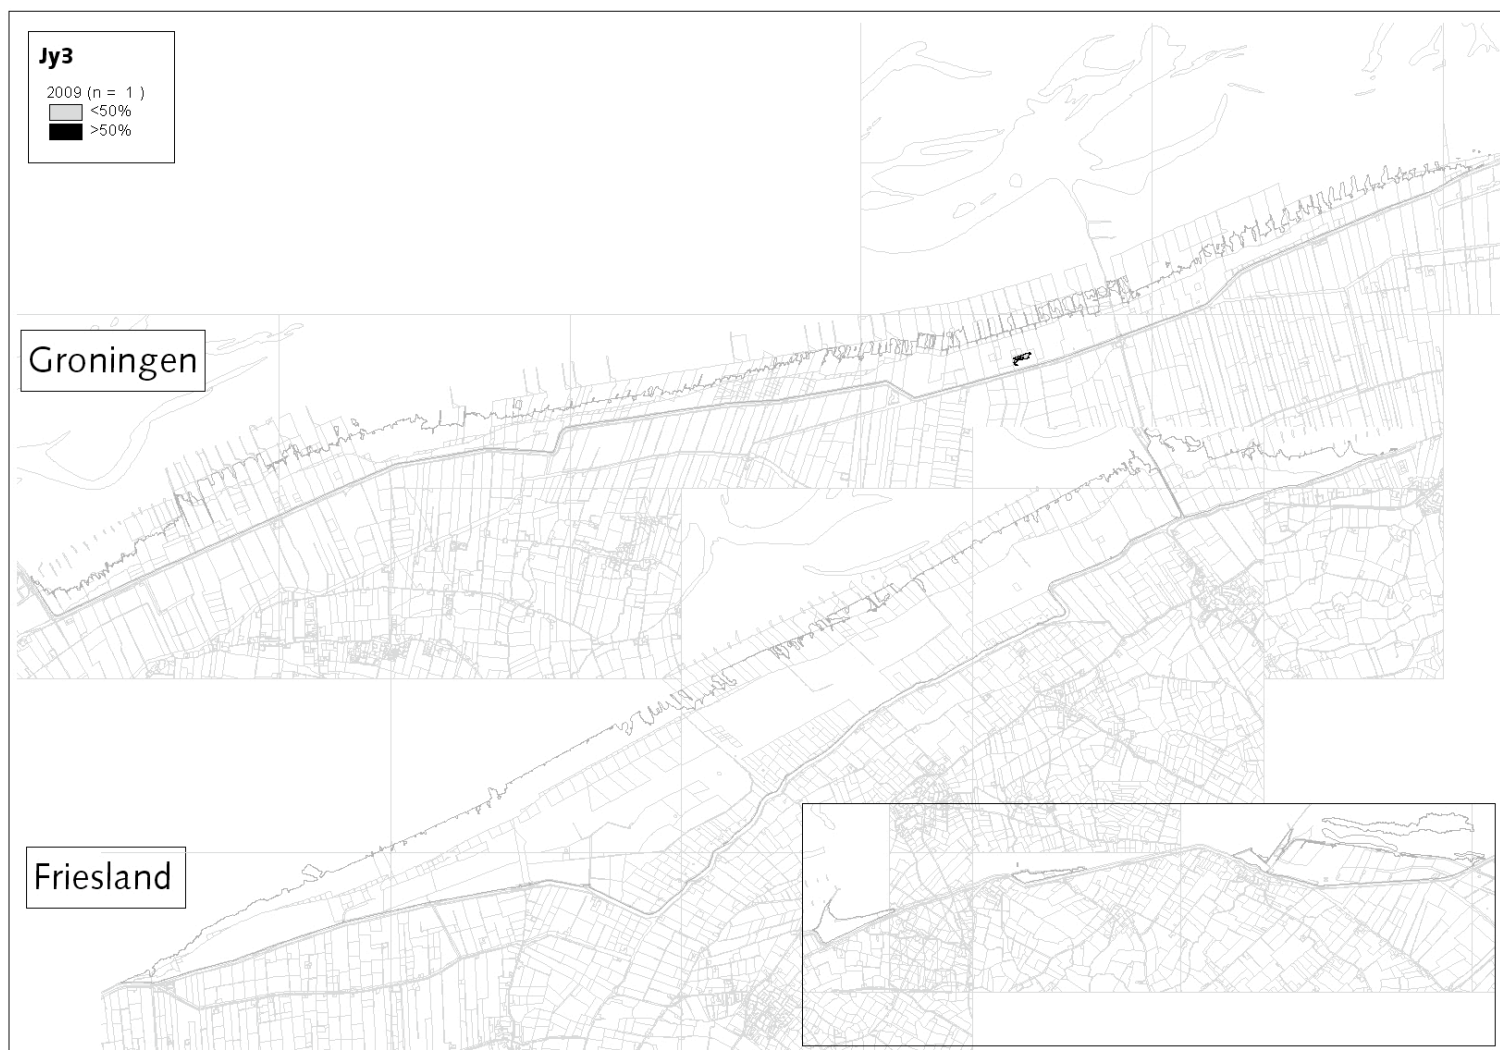 Jy3
2009 (n = 1 )
<50%
>50%
Groningen
Friesland